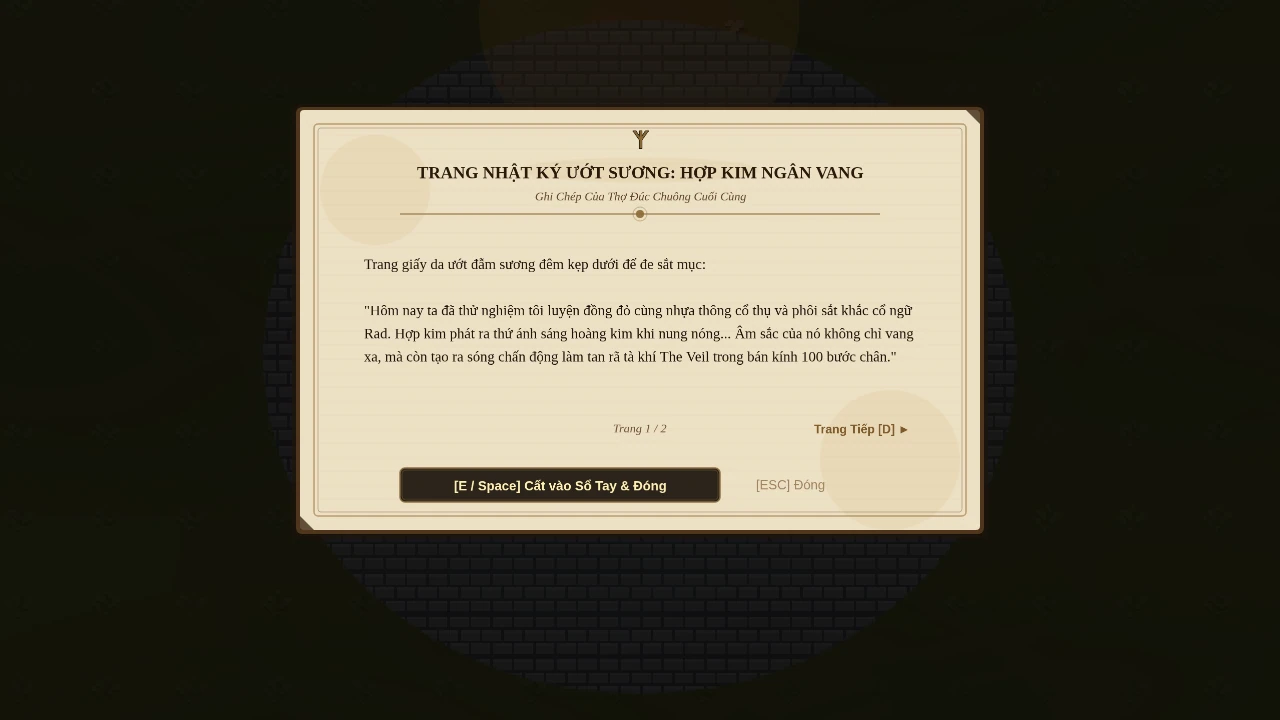 TRANG NHẬT KÝ ƯỚT SƯƠNG: HỢP KIM NGÂN VANG
Ghi Chép Của Thợ Đúc Chuông Cuối Cùng
Trang giấy da ướt đẫm sương đêm kẹp dưới đế đe sắt mục:
"Hôm nay ta đã thử nghiệm tôi luyện đồng đỏ cùng nhựa thông cổ thụ và phôi sắt khắc cổ ngữ
Rad. Hợp kim phát ra thứ ánh sáng hoàng kim khi nung nóng... Âm sắc của nó không chỉ vang
xa, mà còn tạo ra sóng chấn động làm tan rã tà khí The Veil trong bán kính 100 bước chân."
Trang 1 / 2
Trang Tiếp [D] ►
[E / Space] Cất vào Sổ Tay & Đóng
[ESC] Đóng